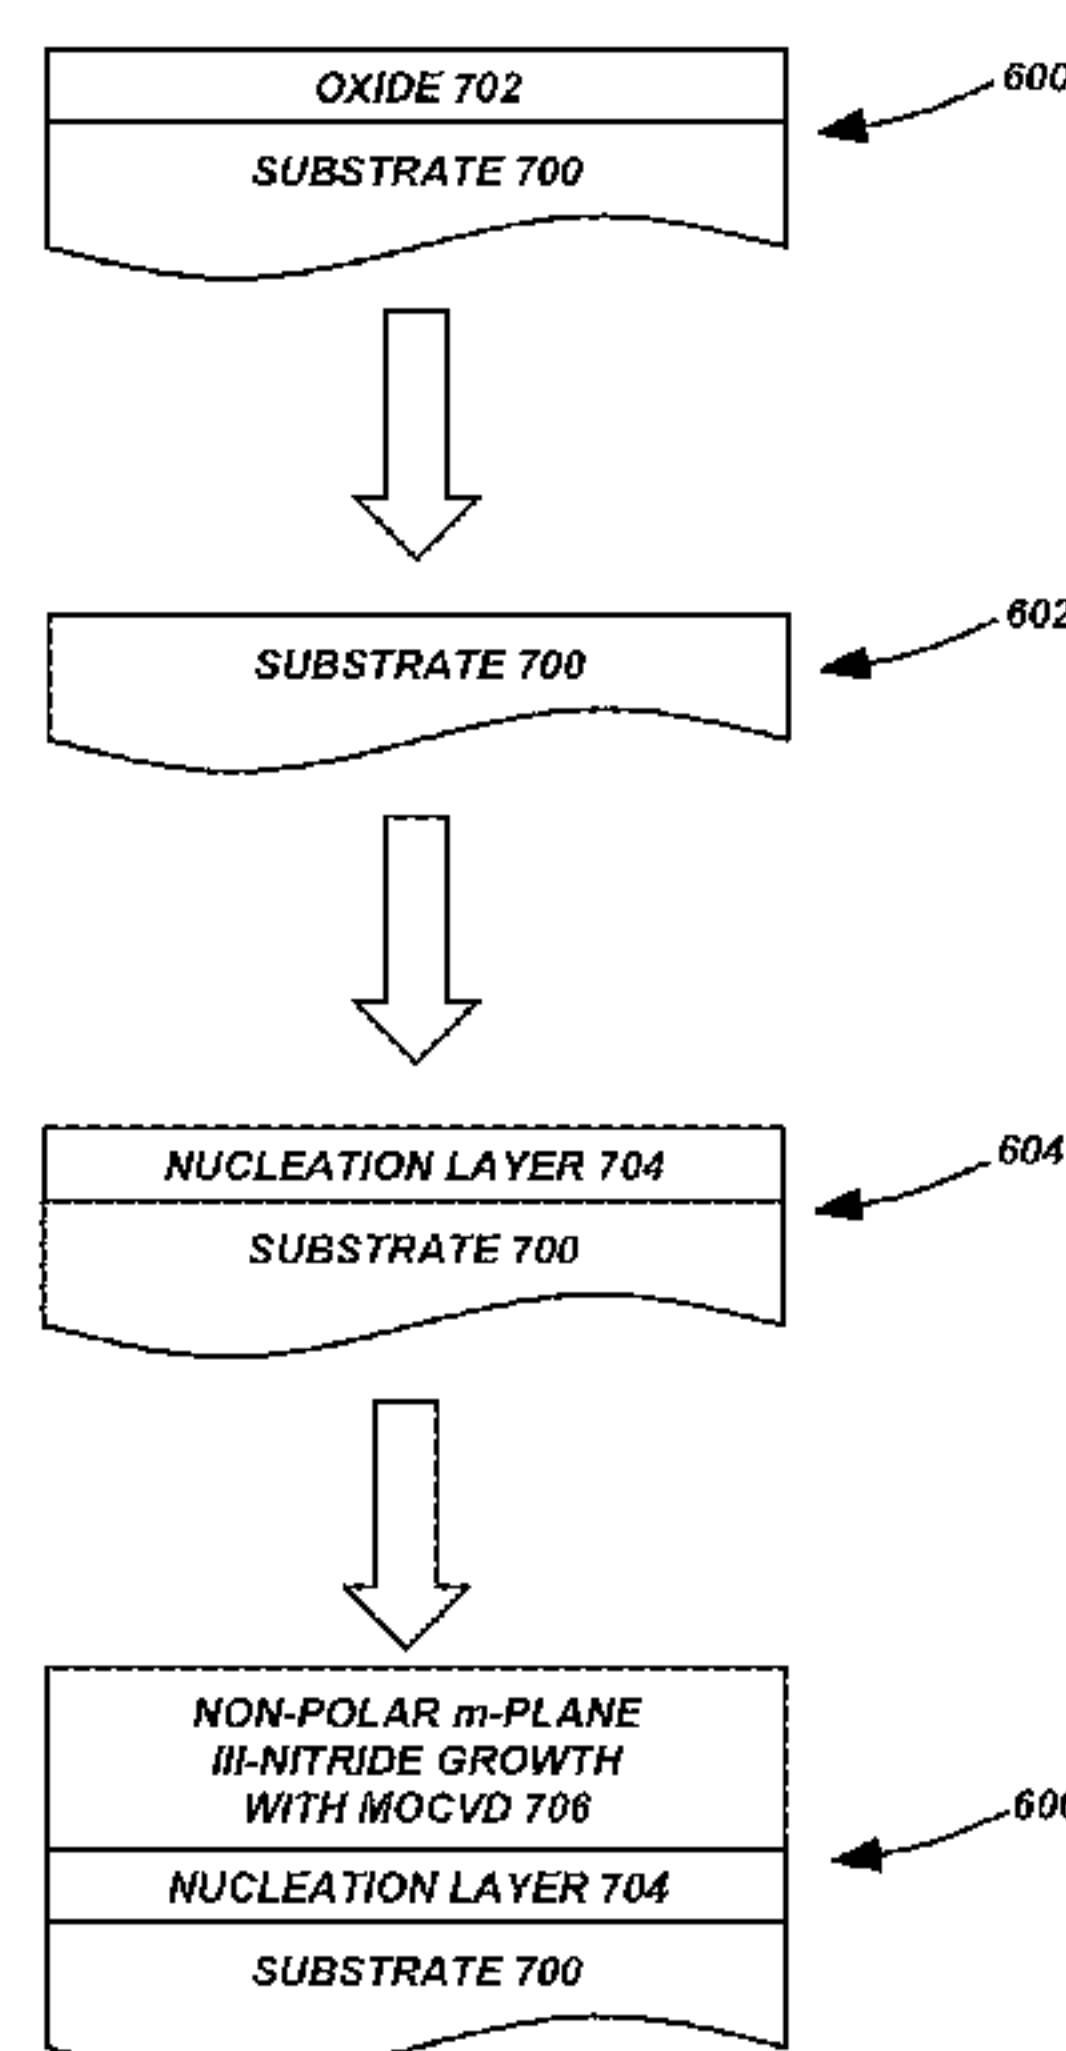 OXIDE 702
600
SUBSTRATE 700
602
SUBSTRATE 700
604
NUCLEATION LAYER 704
SUBSTRATE 700
NON-POLAR m-PLANE
III-NITRIDE GROWTH
WITH MOCVD 706
NUCLEATION LAYER 704
SUBSTRATE 700